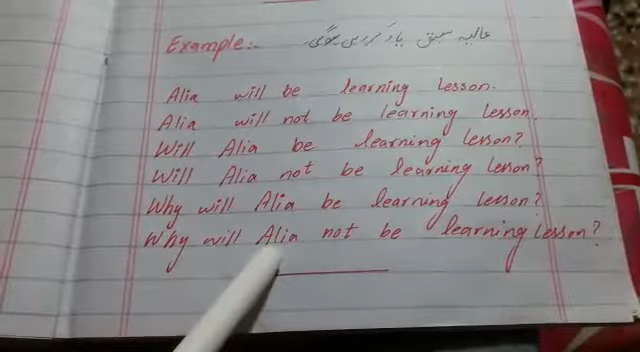 Example:- عالیہ سبق یاد کر رہی ہوگی۔
Alia will be learning lesson.
Alia will not be learning lesson.
Will Alia be learning lesson?
Will Alia not be learning lesson?
Why will Alia be learning lesson?
Why will Alia not be learning lesson?